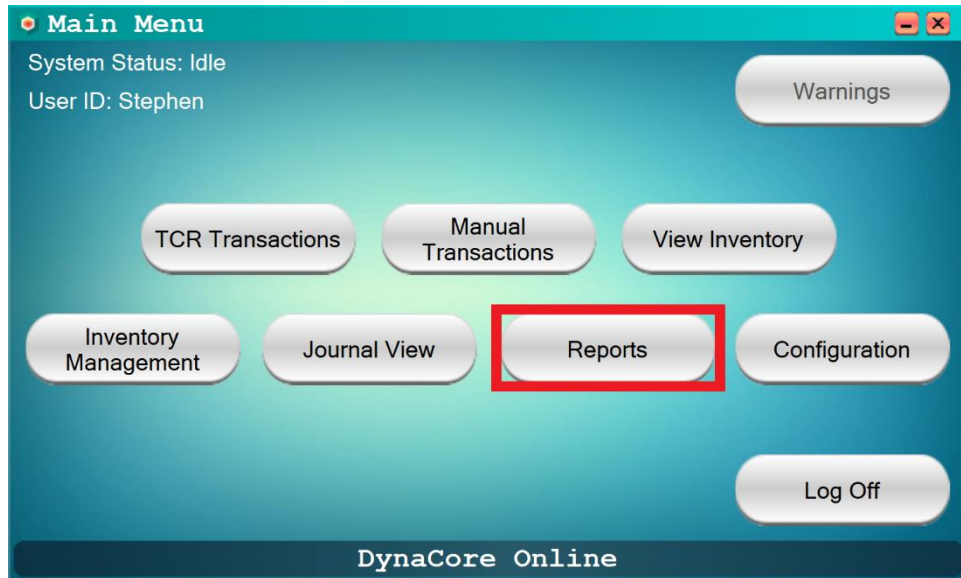 Main Menu
System Status: Idle
User ID: Stephen
Warnings
TCR Transactions
Manual
Transactions
View Inventory
Inventory
Management
Journal View
Reports
Configuration
Log Off
DynaCore Online